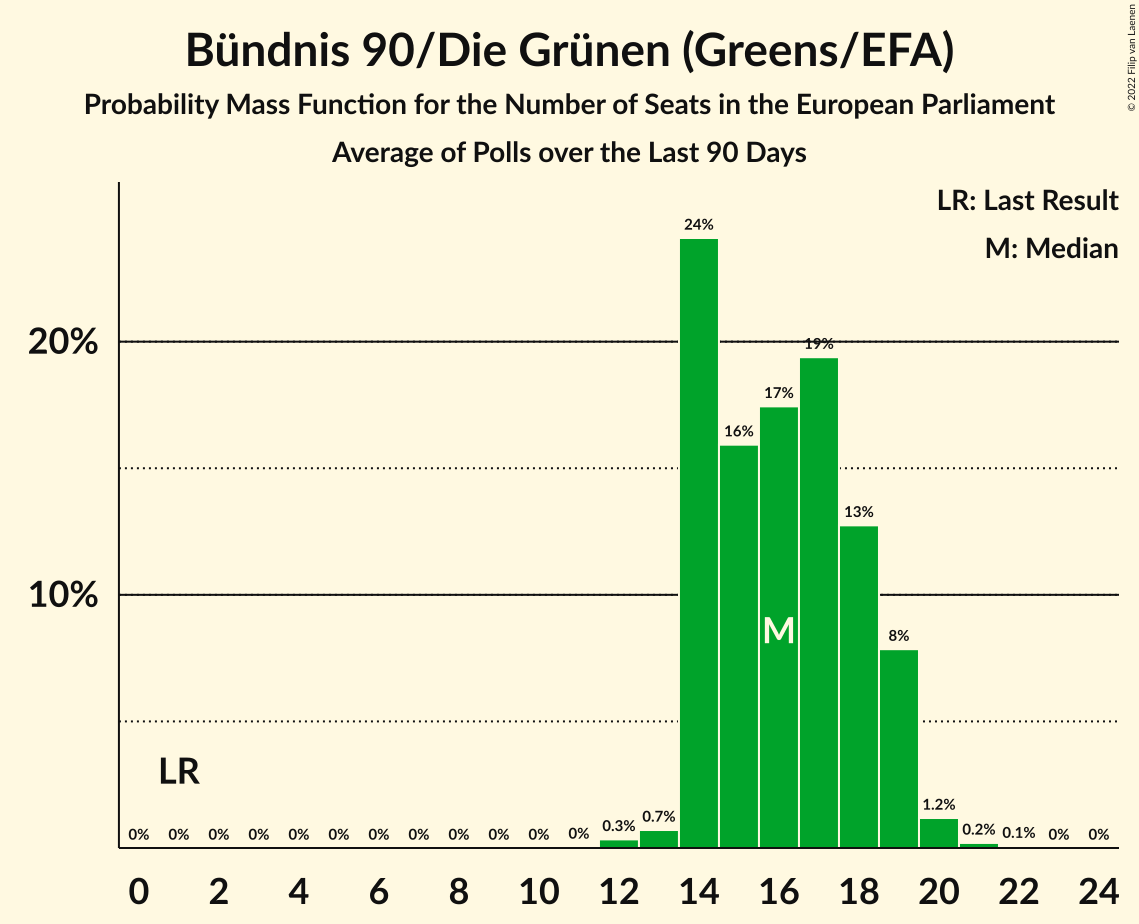 Bündnis 90/Die Grünen (Greens/EFA)
Probability Mass Function for the Number of Seats in the European Parliament
Average of Polls over the Last 90 Days
© 2022 Filip van Laenen
LR: Last Result
M: Median
20%
10%
24%
19%
17%
16%
13%
M
8%
LR
0% 0% 0% 0% 0% 0% 0% 0% 0% 0% 0% 0% 0.3% 0.7% 1.2% 0.2% 0.1% 0% 0%
0 2 4 6 8 10 12 14 16 18 20 22 24